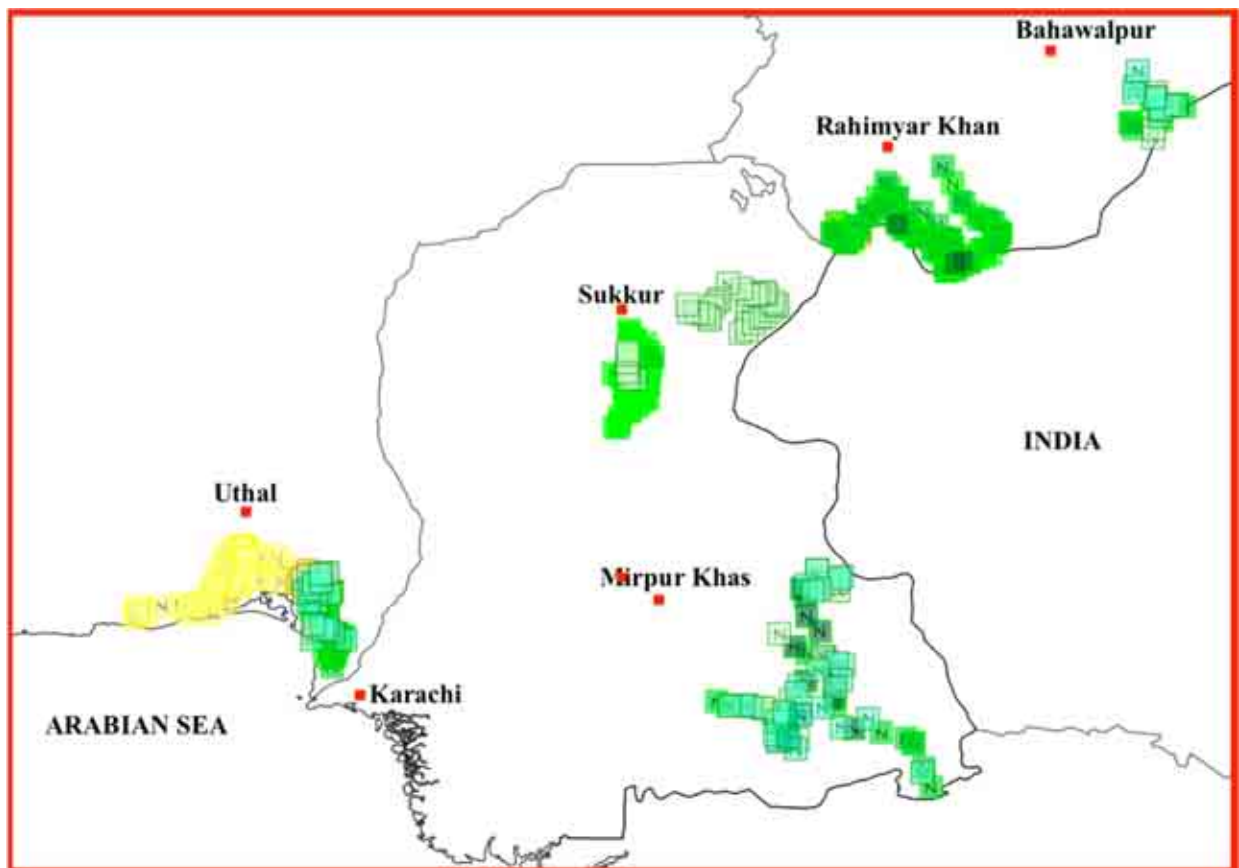 Bahawalpur
Rahimyar Khan
Sukkur
INDIA
Uthal
Mirpur Khas
Karachi
ARABIAN SEA